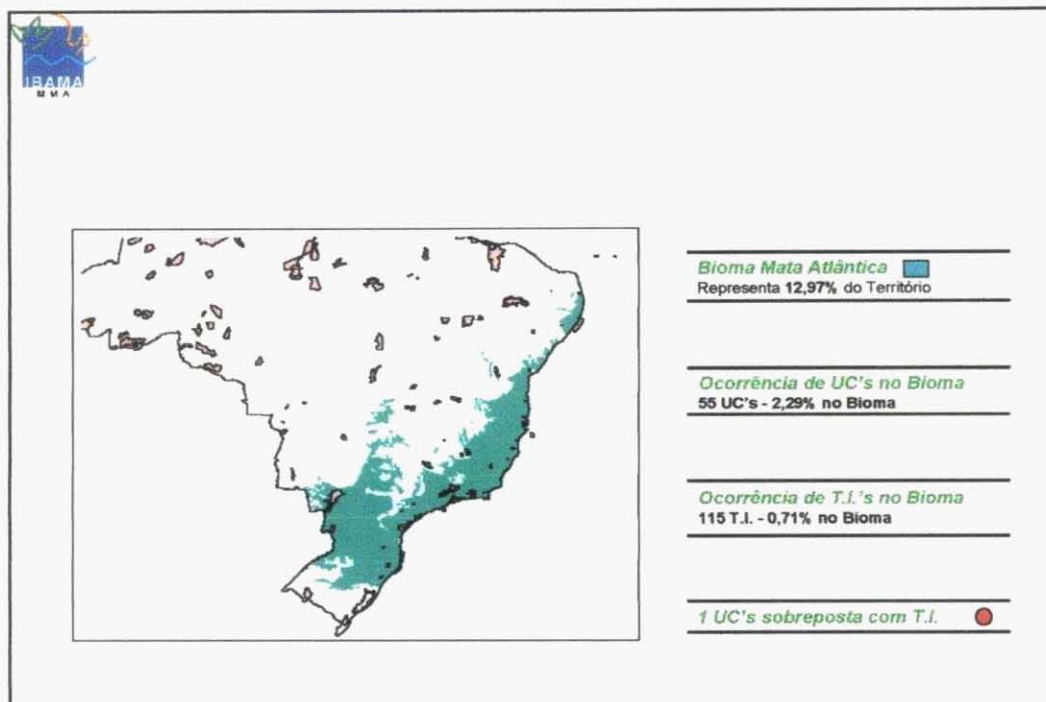 IBAMA
M M A
Bioma Mata Atlântica
Representa 12,97% do Território
Ocorrência de UC's no Bioma
55 UC's - 2,29% no Bioma
Ocorrência de T.I.'s no Bioma
115 T.I. - 0,71% no Bioma
1 UC's sobreposta com T.I.